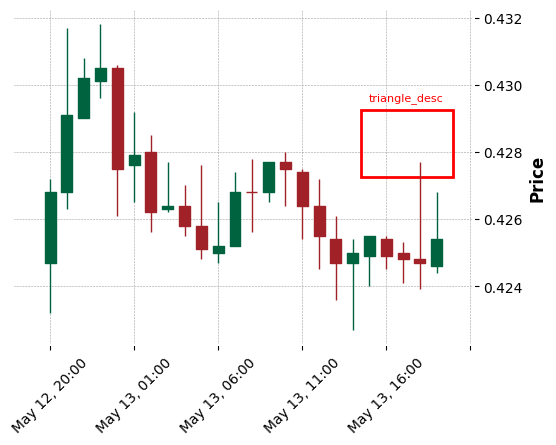 0.432
0.430
triangle_desc
0.428
Price
0.426
0.424
May 12, 20:00
May 13, 01:00
May 13, 06:00
May 13, 11:00
May 13, 16:00